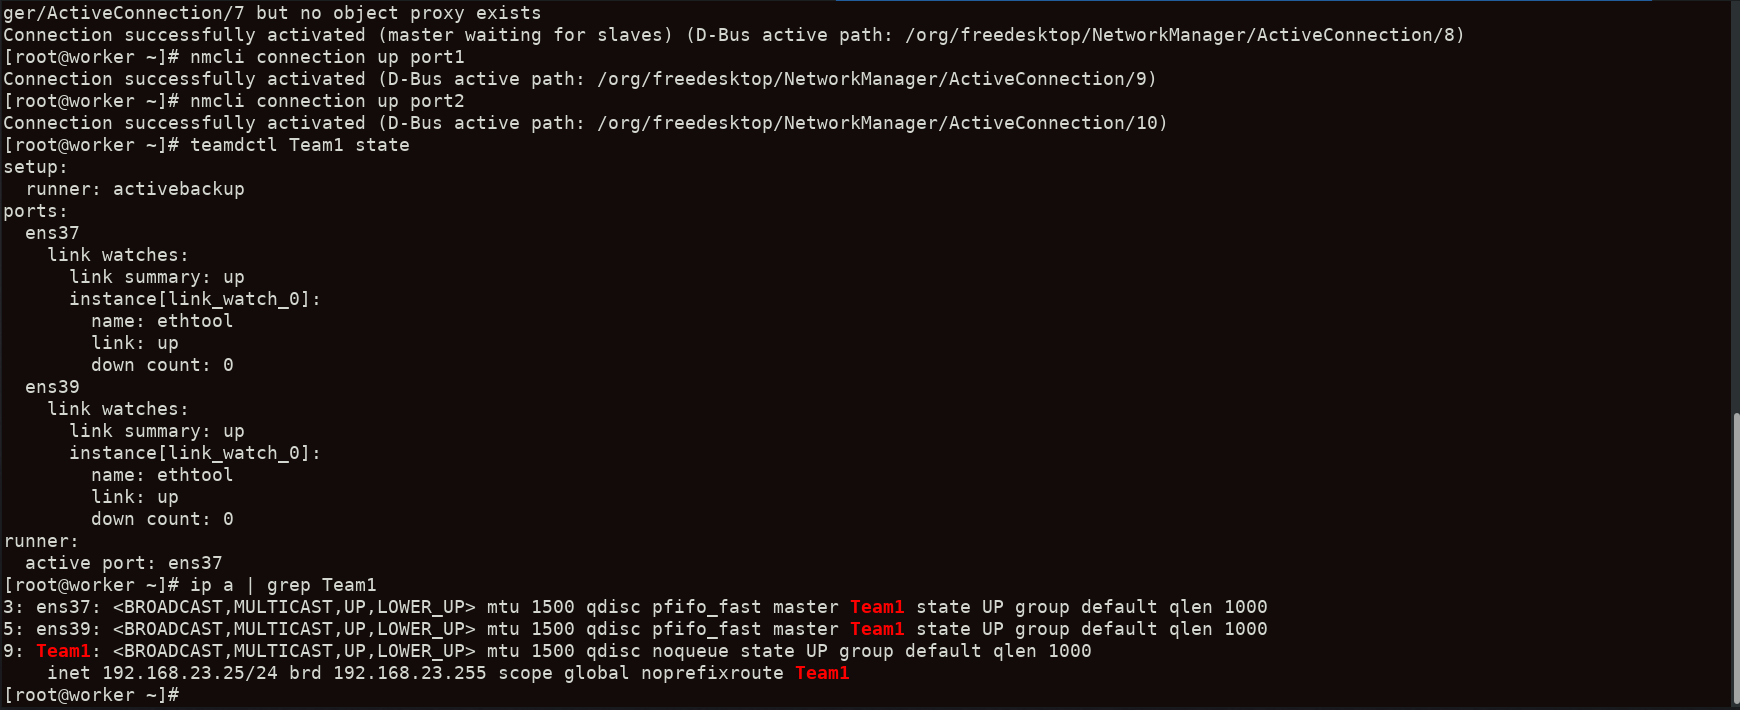 ger/ActiveConnection/7 but no object proxy exists
Connection successfully activated (master waiting for slaves) (D-Bus active path: /org/freedesktop/NetworkManager/ActiveConnection/8)
[root@worker ~]# nmcli connection up port1
Connection successfully activated (D-Bus active path: /org/freedesktop/NetworkManager/ActiveConnection/9)
[root@worker ~]# nmcli connection up port2
Connection successfully activated (D-Bus active path: /org/freedesktop/NetworkManager/ActiveConnection/10)
[root@worker ~]# teamdctl Team1 state
setup:
  runner: activebackup
ports:
  ens37
    link watches:
      link summary: up
      instance[link_watch_0]:
        name: ethtool
        link: up
        down count: 0
  ens39
    link watches:
      link summary: up
      instance[link_watch_0]:
        name: ethtool
        link: up
        down count: 0
runner:
  active port: ens37
[root@worker ~]# ip a | grep Team1
3: ens37: <BROADCAST,MULTICAST,UP,LOWER_UP> mtu 1500 qdisc pfifo_fast master Team1 state UP group default qlen 1000
5: ens39: <BROADCAST,MULTICAST,UP,LOWER_UP> mtu 1500 qdisc pfifo_fast master Team1 state UP group default qlen 1000
9: Team1: <BROADCAST,MULTICAST,UP,LOWER_UP> mtu 1500 qdisc noqueue state UP group default qlen 1000
    inet 192.168.23.25/24 brd 192.168.23.255 scope global noprefixroute Team1
[root@worker ~]#